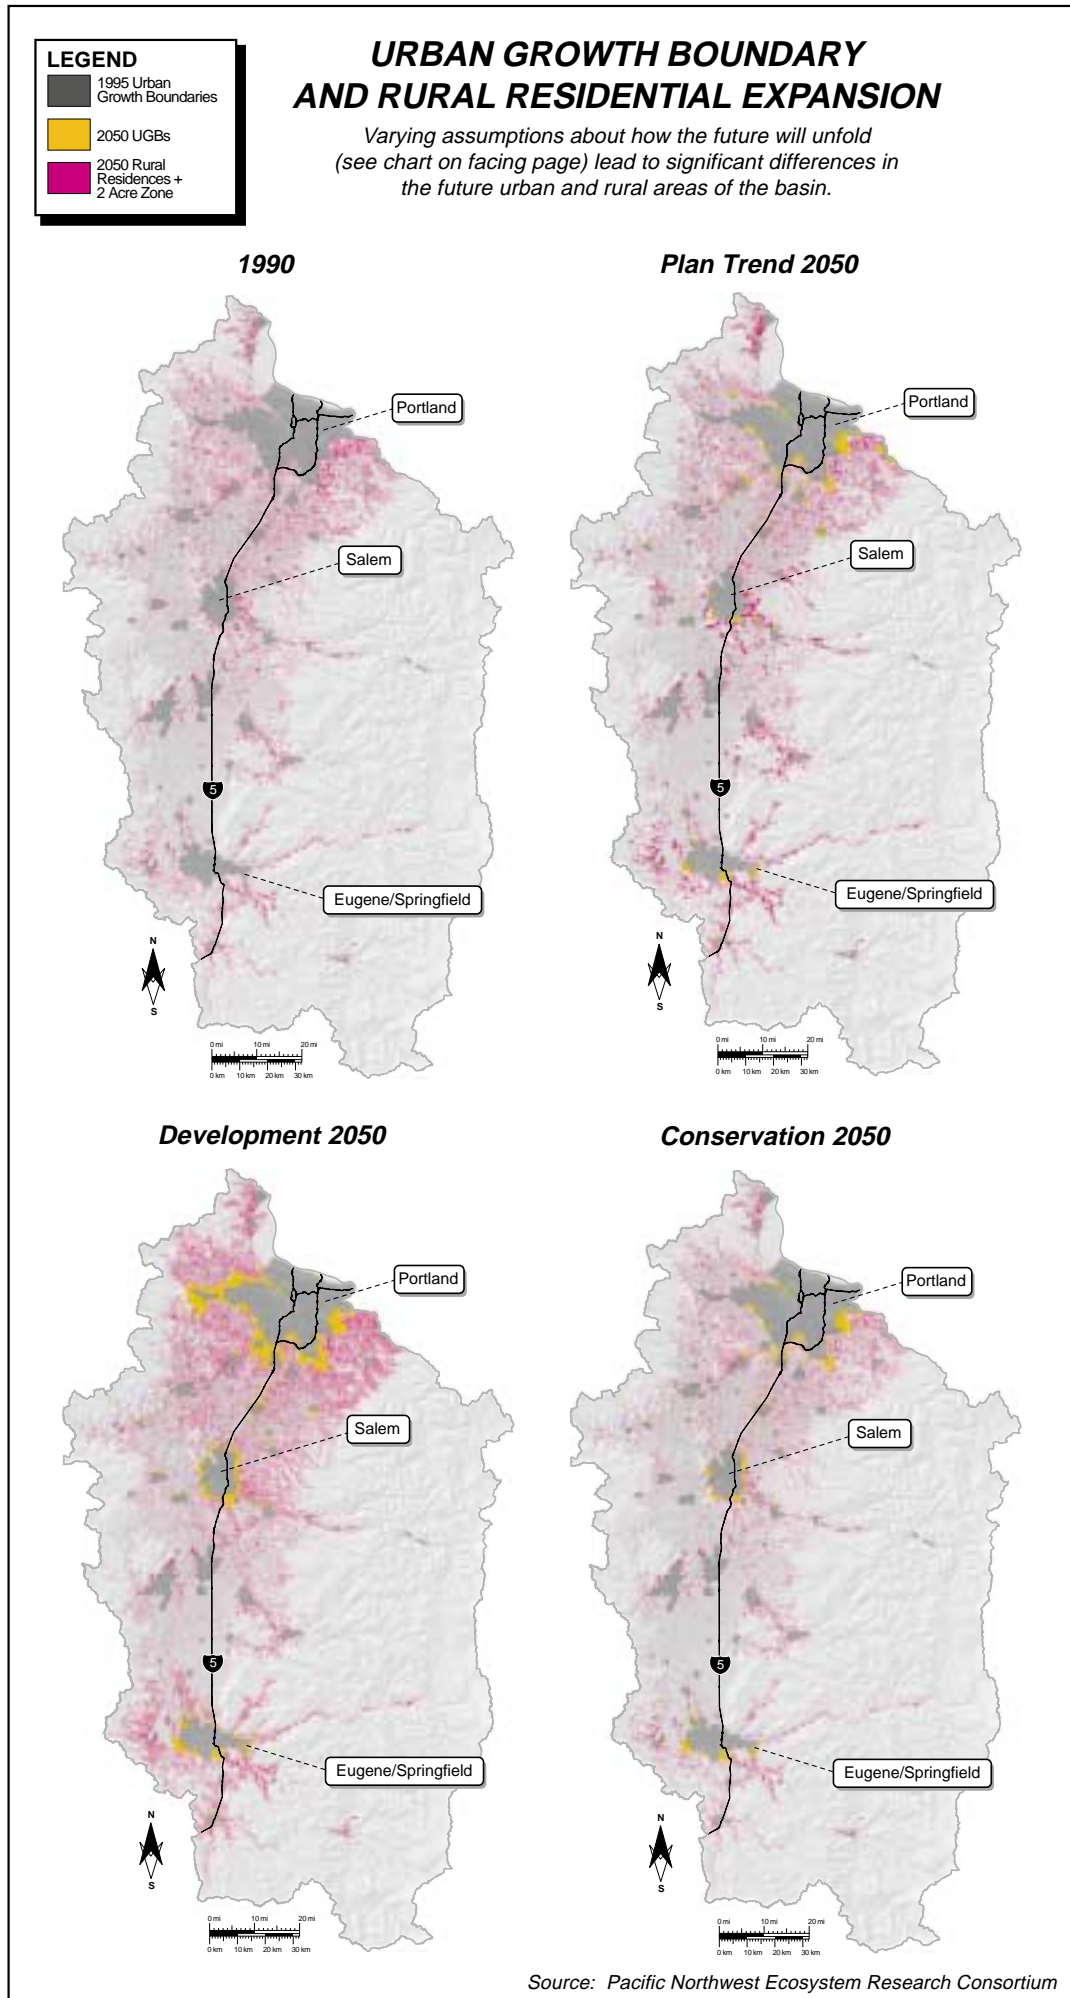 LEGEND
1995 Urban
Growth Boundaries
2050 UGBs
2050 Rural
Residences +
2 Acre Zone
URBAN GROWTH BOUNDARY
AND RURAL RESIDENTIAL EXPANSION
Varying assumptions about how the future will unfold
(see chart on facing page) lead to significant differences in
the future urban and rural areas of the basin.
1990
Portland
Salem
5
Eugene/Springfield
N
S
0 mi 10 mi 20 mi
0 km 10 km 20 km 30 km
Plan Trend 2050
Portland
Salem
5
Eugene/Springfield
N
S
0 mi 10 mi 20 mi
0 km 10 km 20 km 30 km
Development 2050
Portland
Salem
5
Eugene/Springfield
N
S
0 mi 10 mi 20 mi
0 km 10 km 20 km 30 km
Conservation 2050
Portland
Salem
5
Eugene/Springfield
N
S
0 mi 10 mi 20 mi
0 km 10 km 20 km 30 km
Source: Pacific Northwest Ecosystem Research Consortium